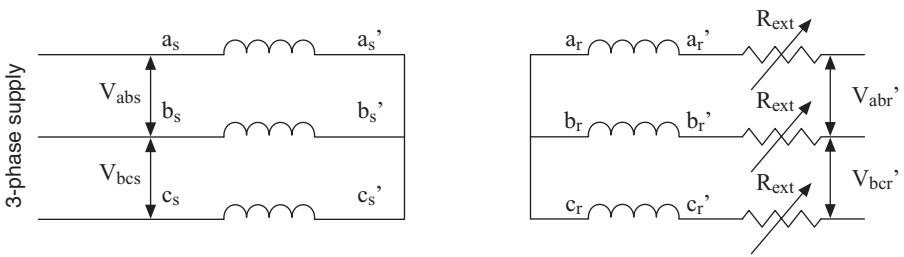 3-phase supply
a_s a_s’
V_abs
b_s b_s’
V_bcs
c_s c_s’
a_r a_r’ R_ext
V_abr’
b_r b_r’ R_ext
V_bcr’
c_r c_r’ R_ext